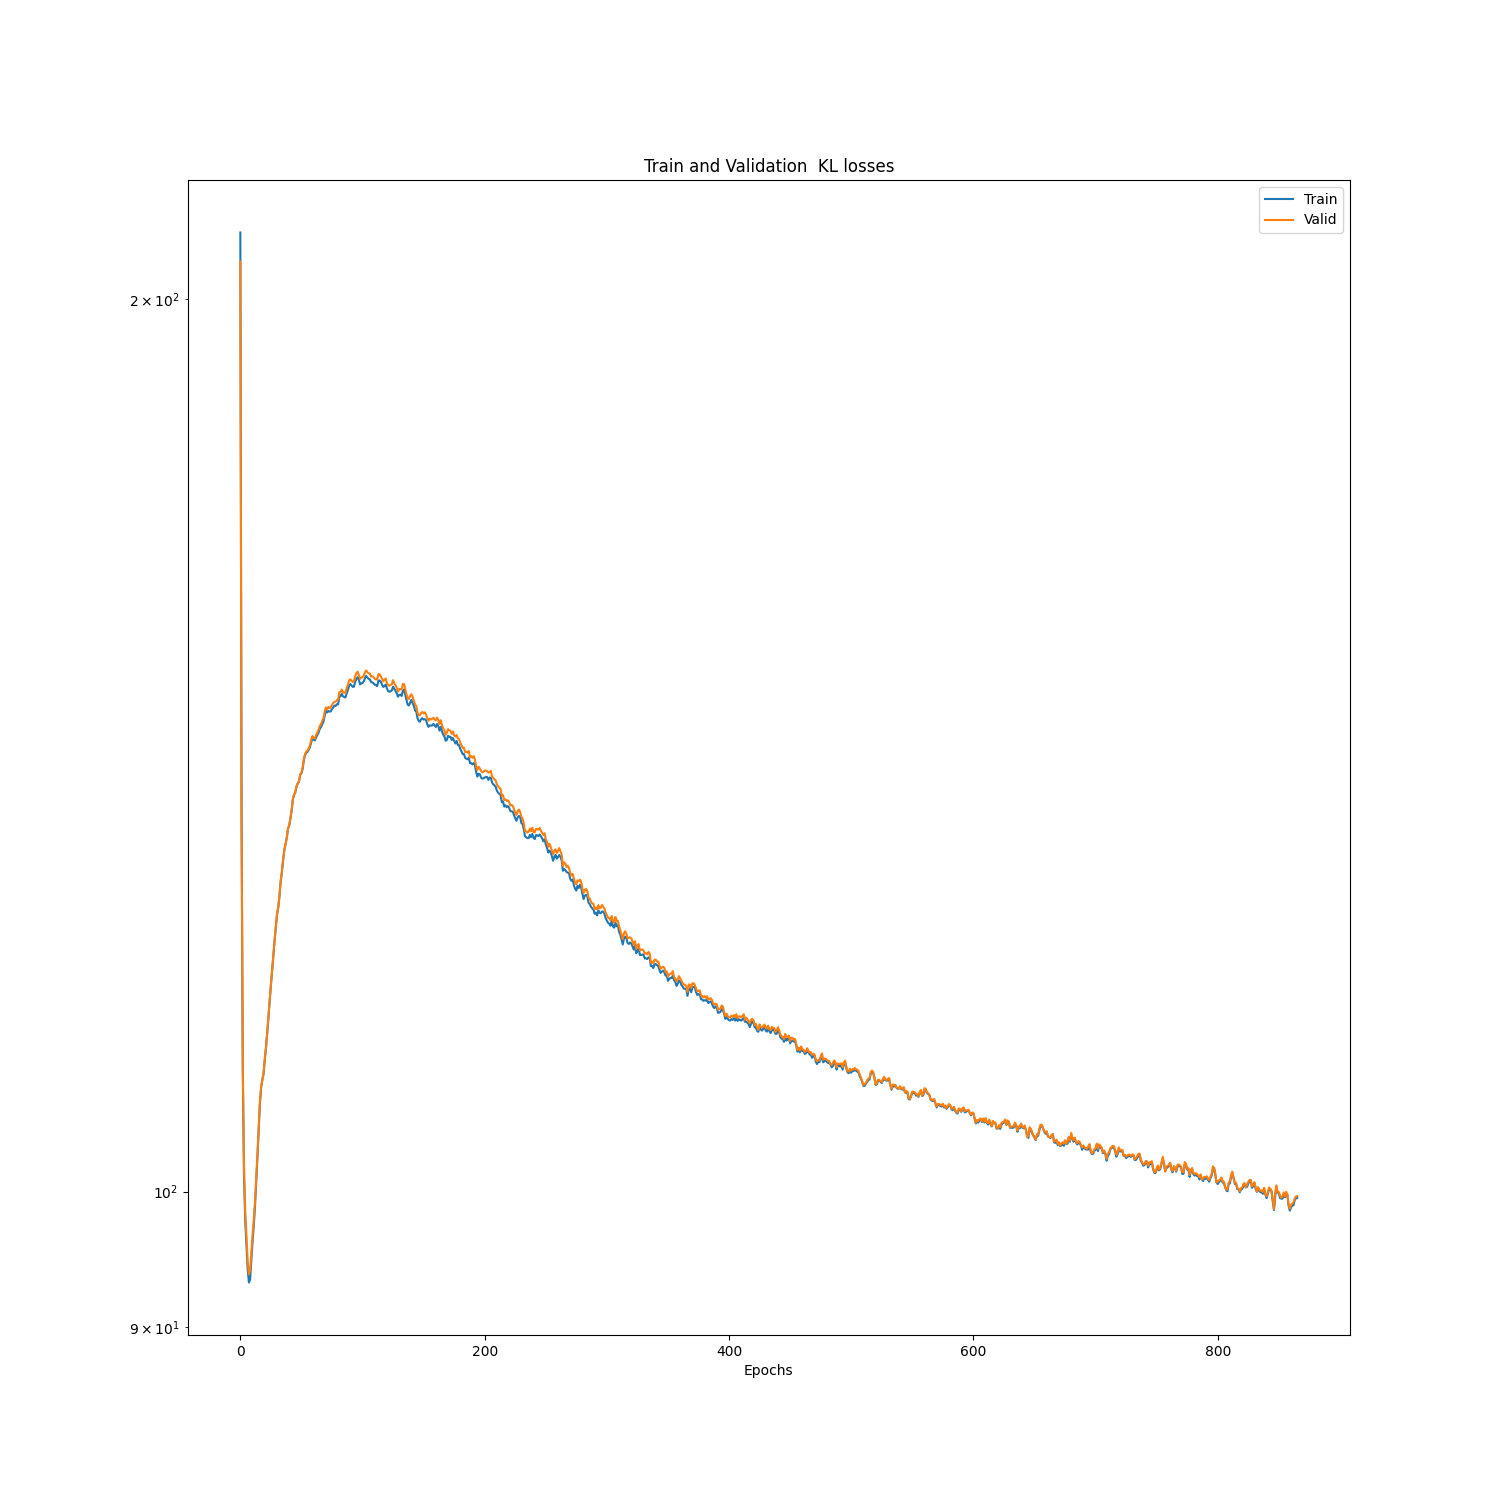 Train and Validation  KL losses
Train
Valid
2 × 10²
10²
9 × 10¹
0 200 400 600 800
Epochs